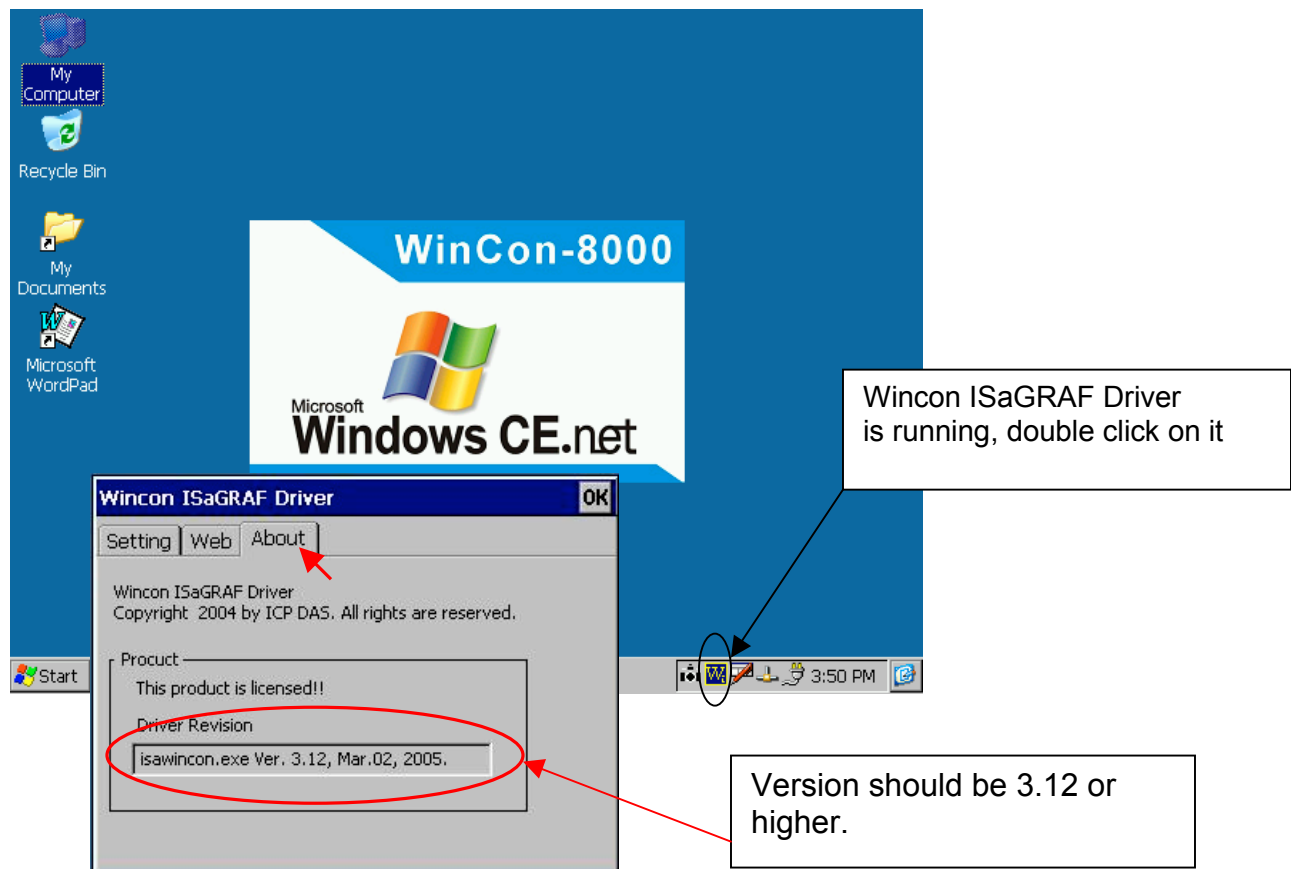 My
Computer
Recycle Bin
My
Documents
Microsoft
WordPad
WinCon-8000
Microsoft
Windows CE.net
Wincon ISaGRAF Driver
is running, double click on it
Wincon ISaGRAF Driver
OK
Setting
Web
About
Wincon ISaGRAF Driver
Copyright 2004 by ICP DAS. All rights are reserved.
Procuct
This product is licensed!!
Driver Revision
isawincon.exe Ver. 3.12, Mar.02, 2005.
Start
3:50 PM
Version should be 3.12 or
higher.